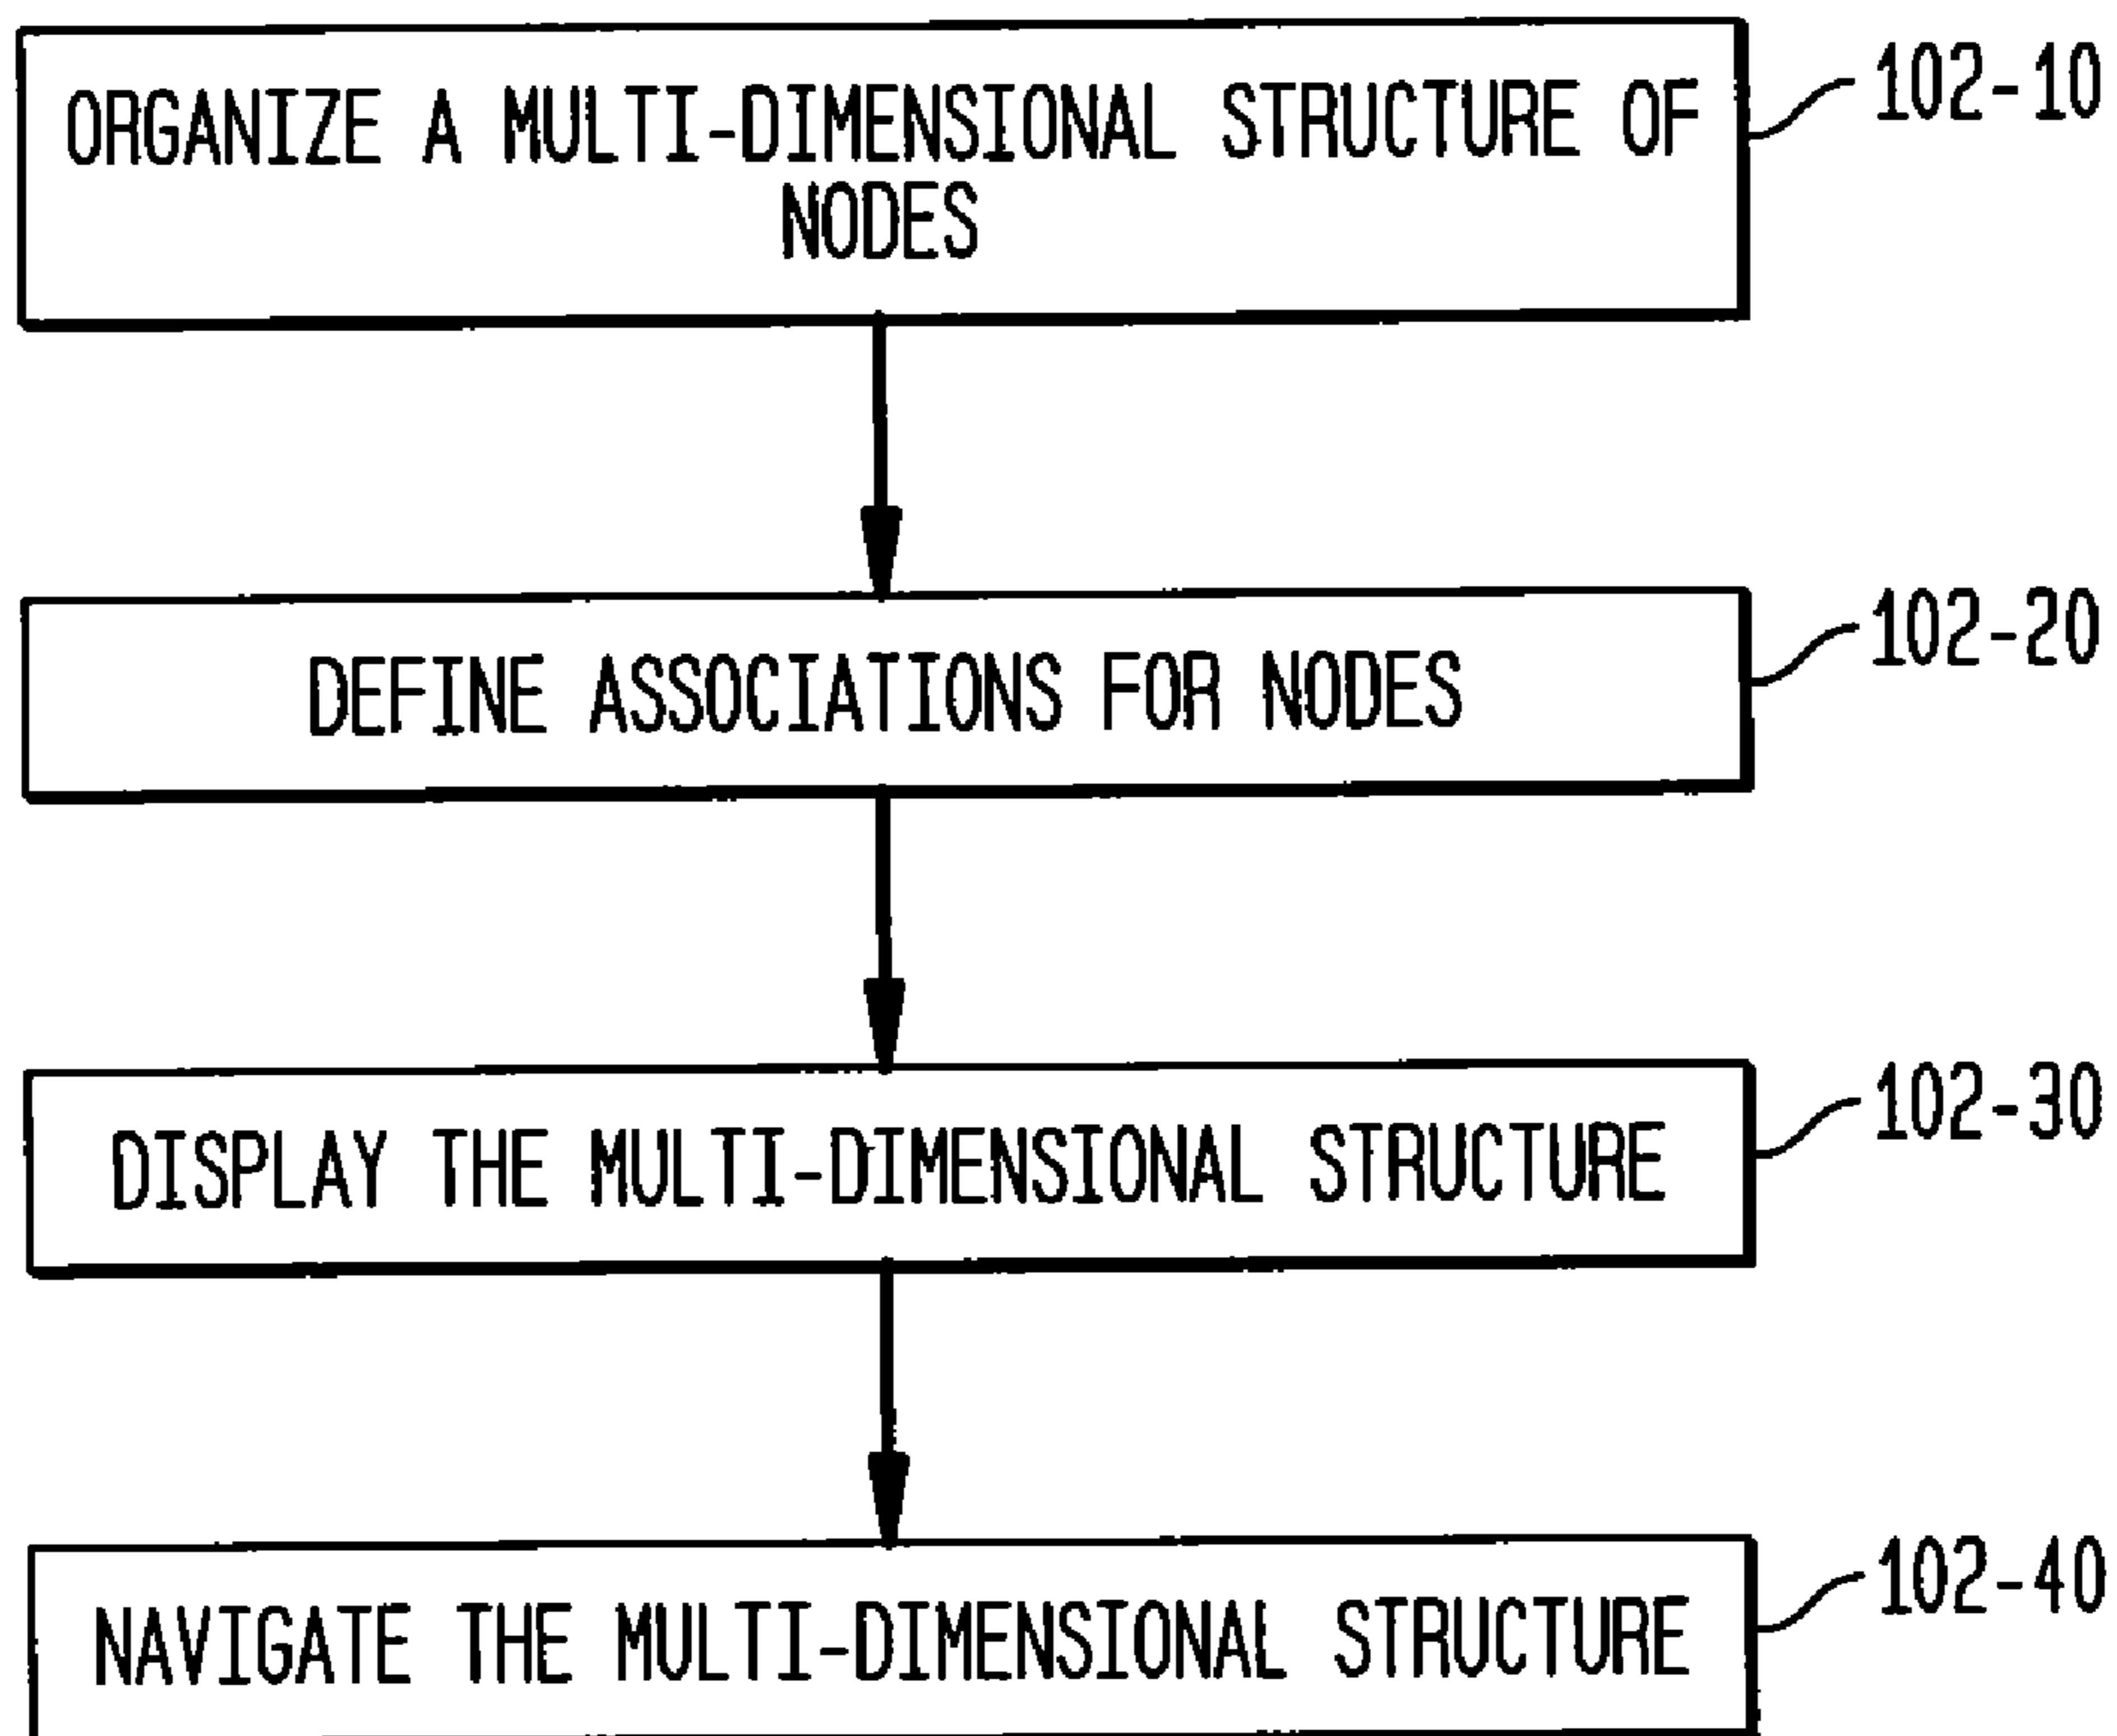 ORGANIZE A MULTI-DIMENSIONAL STRUCTURE OF
NODES
102-10
DEFINE ASSOCIATIONS FOR NODES
102-20
DISPLAY THE MULTI-DIMENSIONAL STRUCTURE
102-30
NAVIGATE THE MULTI-DIMENSIONAL STRUCTURE
102-40